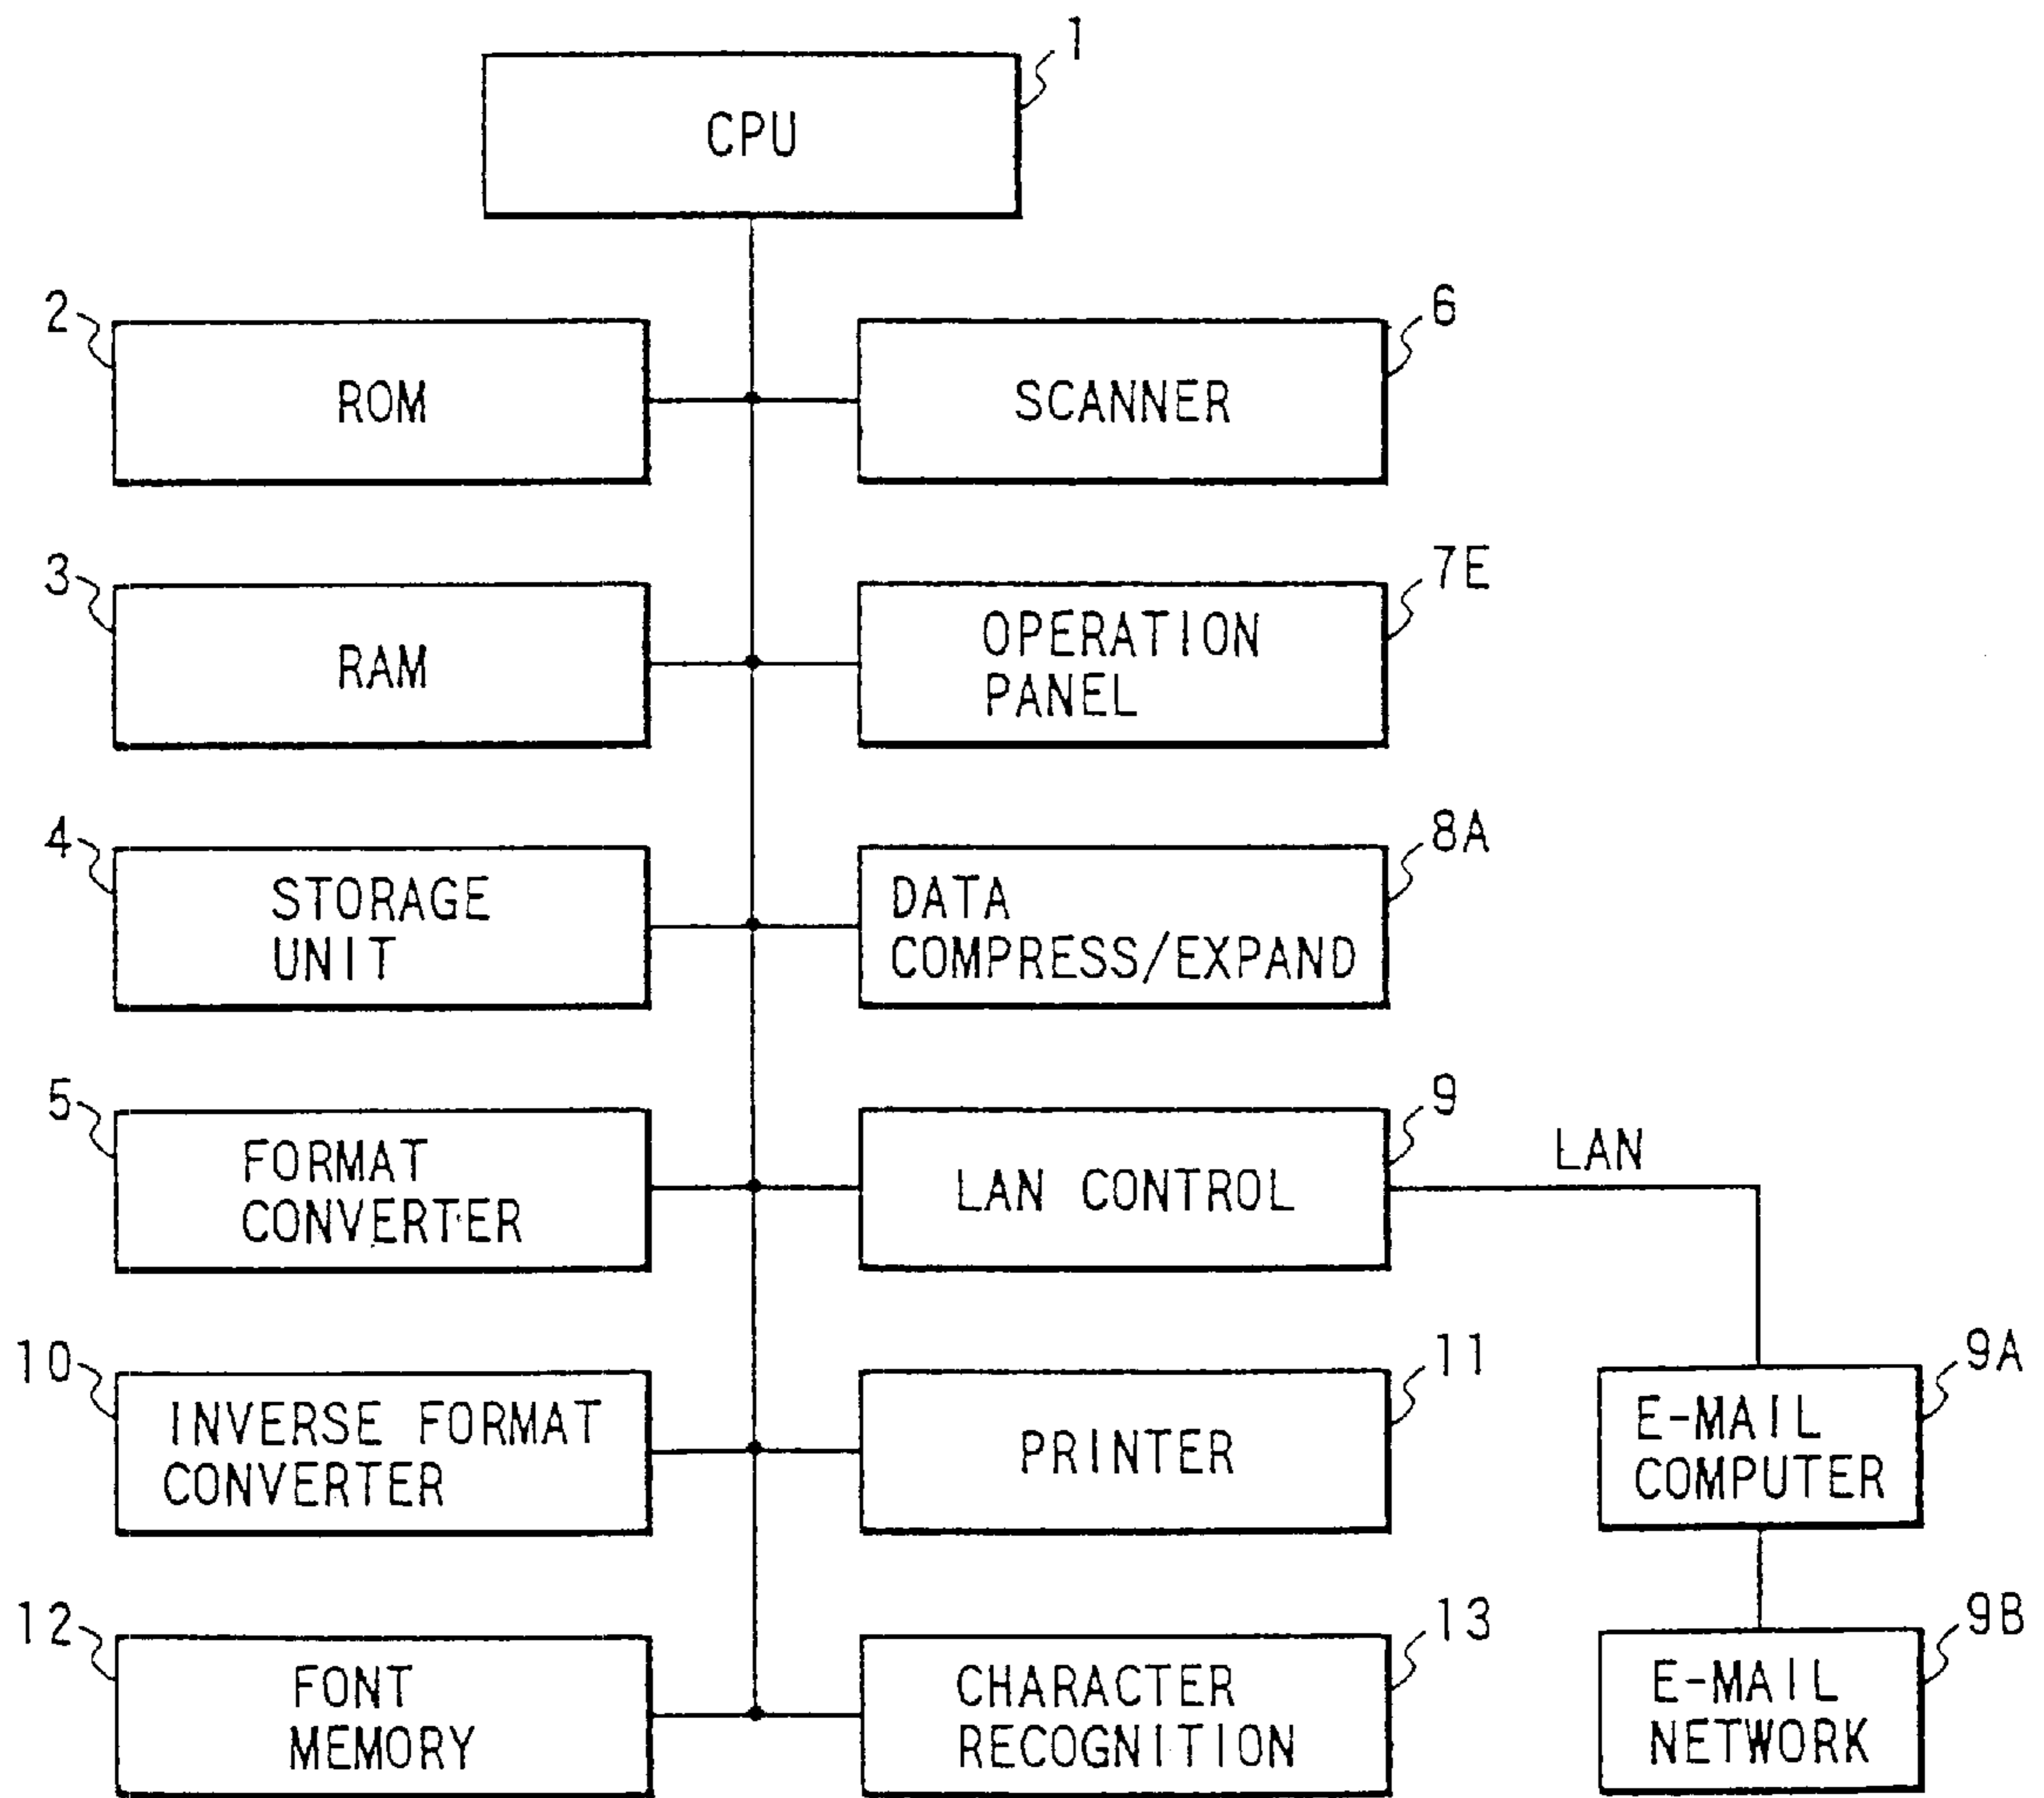 1
CPU
2
ROM
6
SCANNER
3
RAM
7E
OPERATION
PANEL
4
STORAGE
UNIT
8A
DATA
COMPRESS/EXPAND
5
FORMAT
CONVERTER
9
LAN CONTROL
LAN
10
INVERSE FORMAT
CONVERTER
11
PRINTER
9A
E-MAIL
COMPUTER
12
FONT
MEMORY
13
CHARACTER
RECOGNITION
9B
E-MAIL
NETWORK